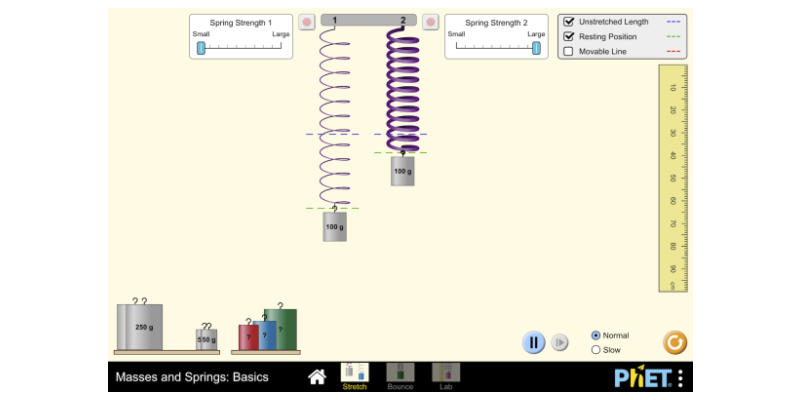 Spring Strength 1
Small Large
1 2
Spring Strength 2
Small Large
Unstretched Length
Resting Position
Movable Line
10
20
30
40
50
60
70
80
90
cm
100 g
100 g
250 g
50 g
?
?
?
Normal
Slow
Masses and Springs: Basics
Stretch
Bounce
Lab
PhET